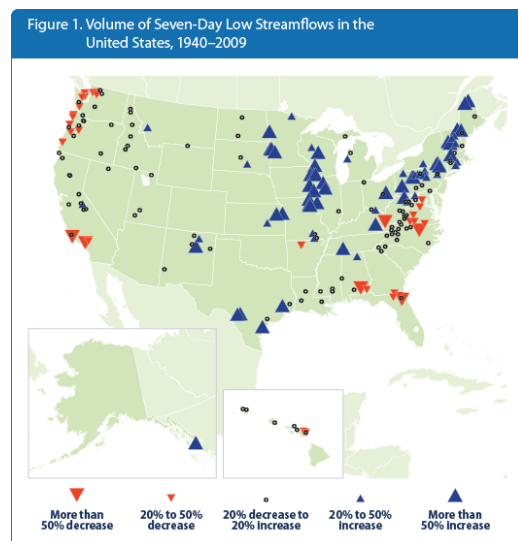 Figure 1. Volume of Seven-Day Low Streamflows in the
United States, 1940–2009
More than
50% decrease
20% to 50%
decrease
20% decrease to
20% increase
20% to 50%
increase
More than
50% increase